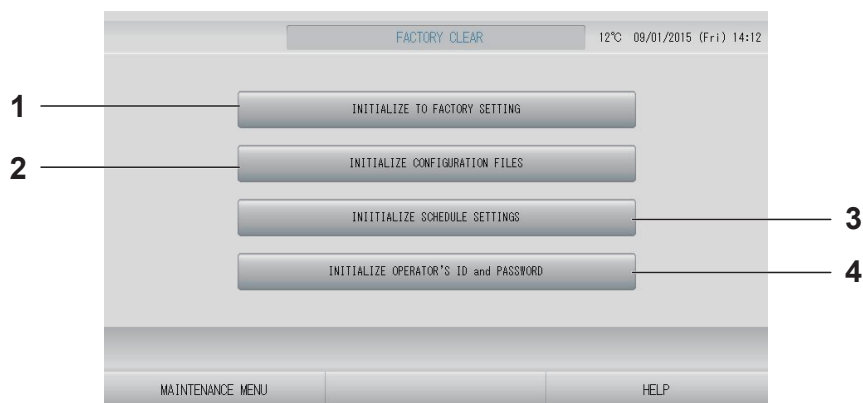 FACTORY CLEAR 12℃ 09/01/2015 (Fri) 14:12
1 INITIALIZE TO FACTORY SETTING
2 INITIALIZE CONFIGURATION FILES
INIITIALIZE SCHEDULE SETTINGS 3
INITIALIZE OPERATOR'S ID and PASSWORD 4
MAINTENANCE MENU HELP